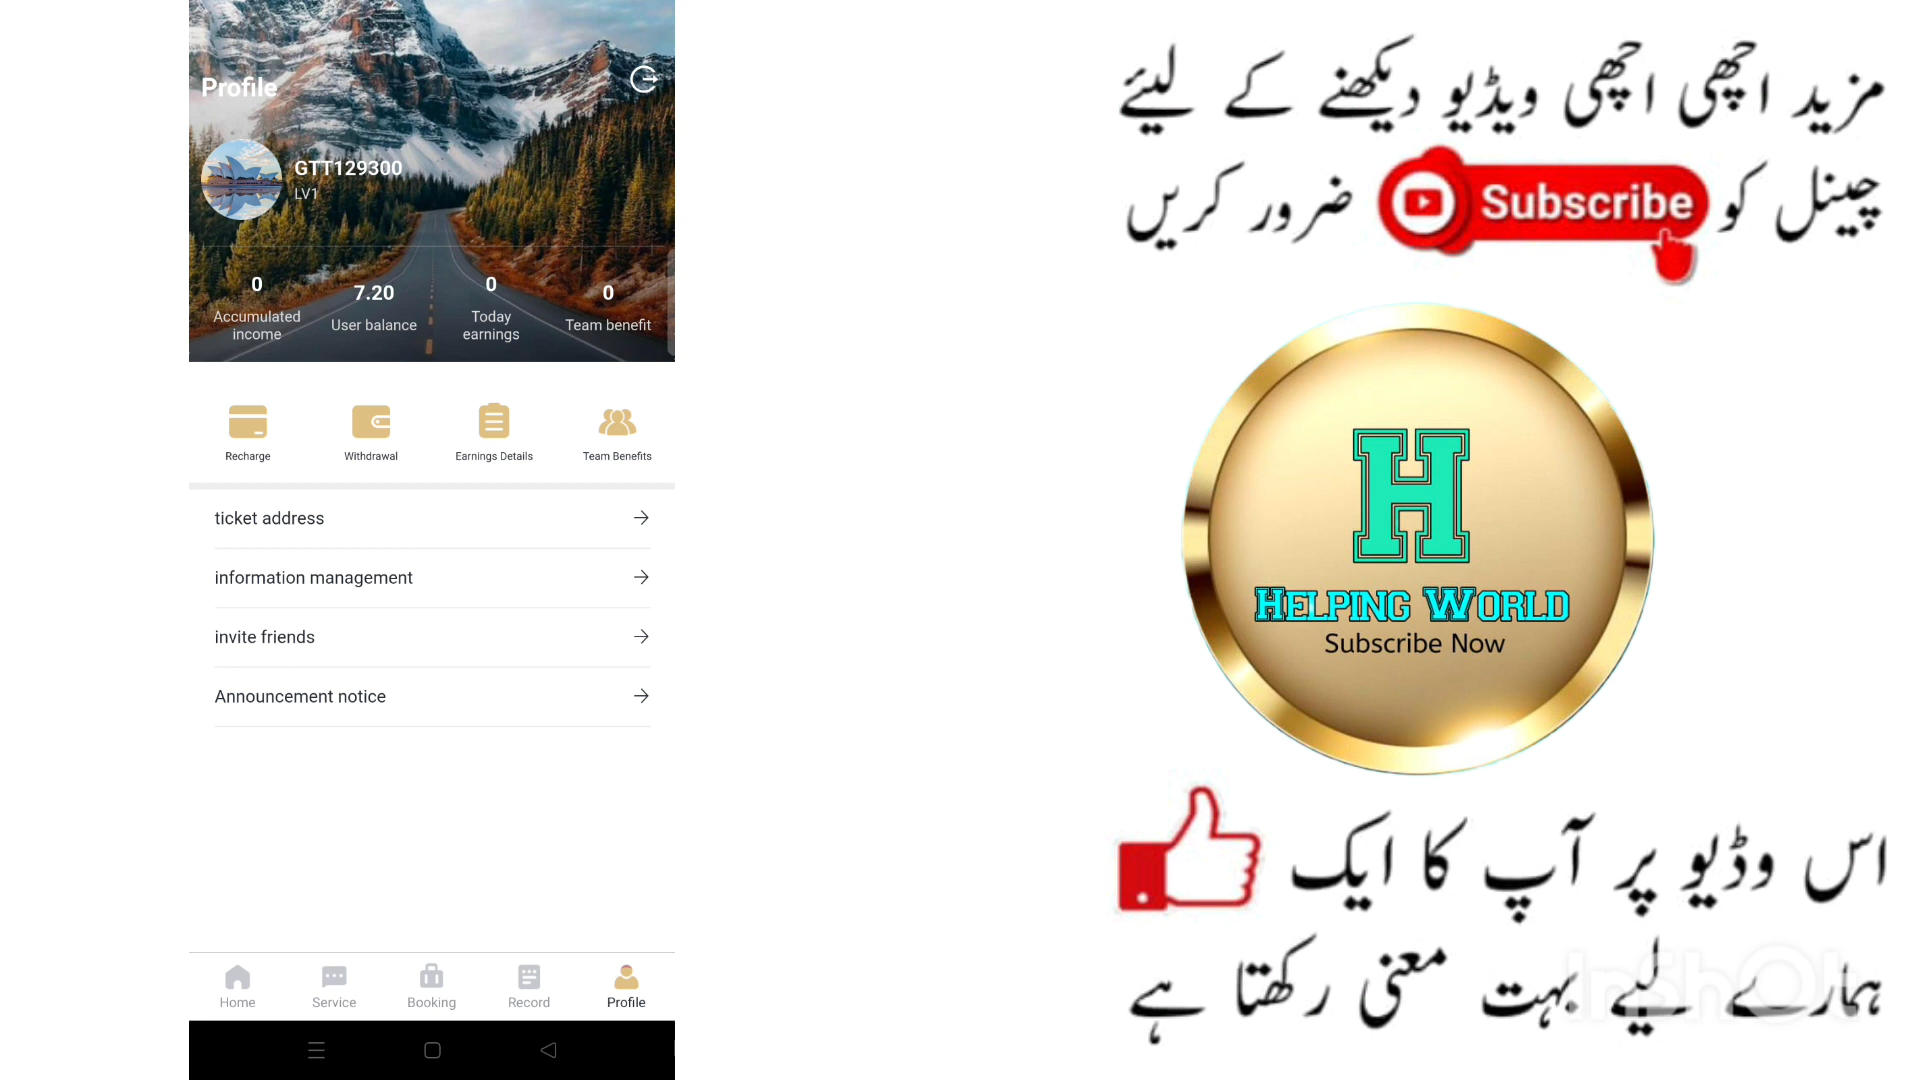 Profile
GTT129300
LV1
0
Accumulated income
7.20
User balance
0
Today earnings
0
Team benefit
Recharge
Withdrawal
Earnings Details
Team Benefits
ticket address
information management
invite friends
Announcement notice
Home
Service
Booking
Record
Profile
مزید اچھی اچھی ویڈیو دیکھنے کے لیئے
چینل کو Subscribe ضرور کریں
H
HELPING WORLD
Subscribe Now
اس وڈیو پر آپ کا ایک
ہمارے لیے بہت معنی رکھتا ہے
InShot